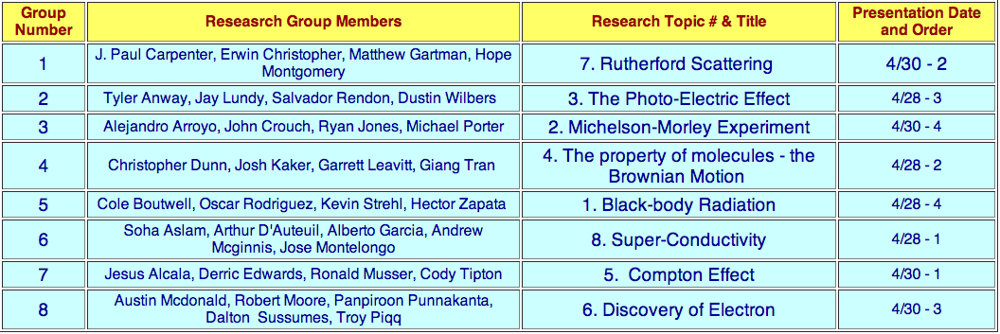 Group Number Reseasrch Group Members Research Topic # & Title Presentation Date and Order
1 J. Paul Carpenter, Erwin Christopher, Matthew Gartman, Hope Montgomery 7. Rutherford Scattering 4/30 - 2
2 Tyler Anway, Jay Lundy, Salvador Rendon, Dustin Wilbers 3. The Photo-Electric Effect 4/28 - 3
3 Alejandro Arroyo, John Crouch, Ryan Jones, Michael Porter 2. Michelson-Morley Experiment 4/30 - 4
4 Christopher Dunn, Josh Kaker, Garrett Leavitt, Giang Tran 4. The property of molecules - the Brownian Motion 4/28 - 2
5 Cole Boutwell, Oscar Rodriguez, Kevin Strehl, Hector Zapata 1. Black-body Radiation 4/28 - 4
6 Soha Aslam, Arthur D'Auteuil, Alberto Garcia, Andrew Mcginnis, Jose Montelongo 8. Super-Conductivity 4/28 - 1
7 Jesus Alcala, Derric Edwards, Ronald Musser, Cody Tipton 5. Compton Effect 4/30 - 1
8 Austin Mcdonald, Robert Moore, Panpiroon Punnakanta, Dalton Sussumes, Troy Piqq 6. Discovery of Electron 4/30 - 3